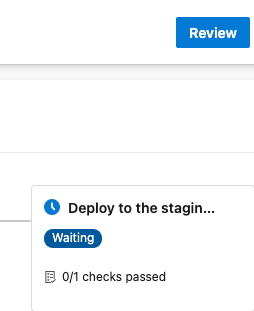 Review
Deploy to the stagin...
Waiting
0/1 checks passed